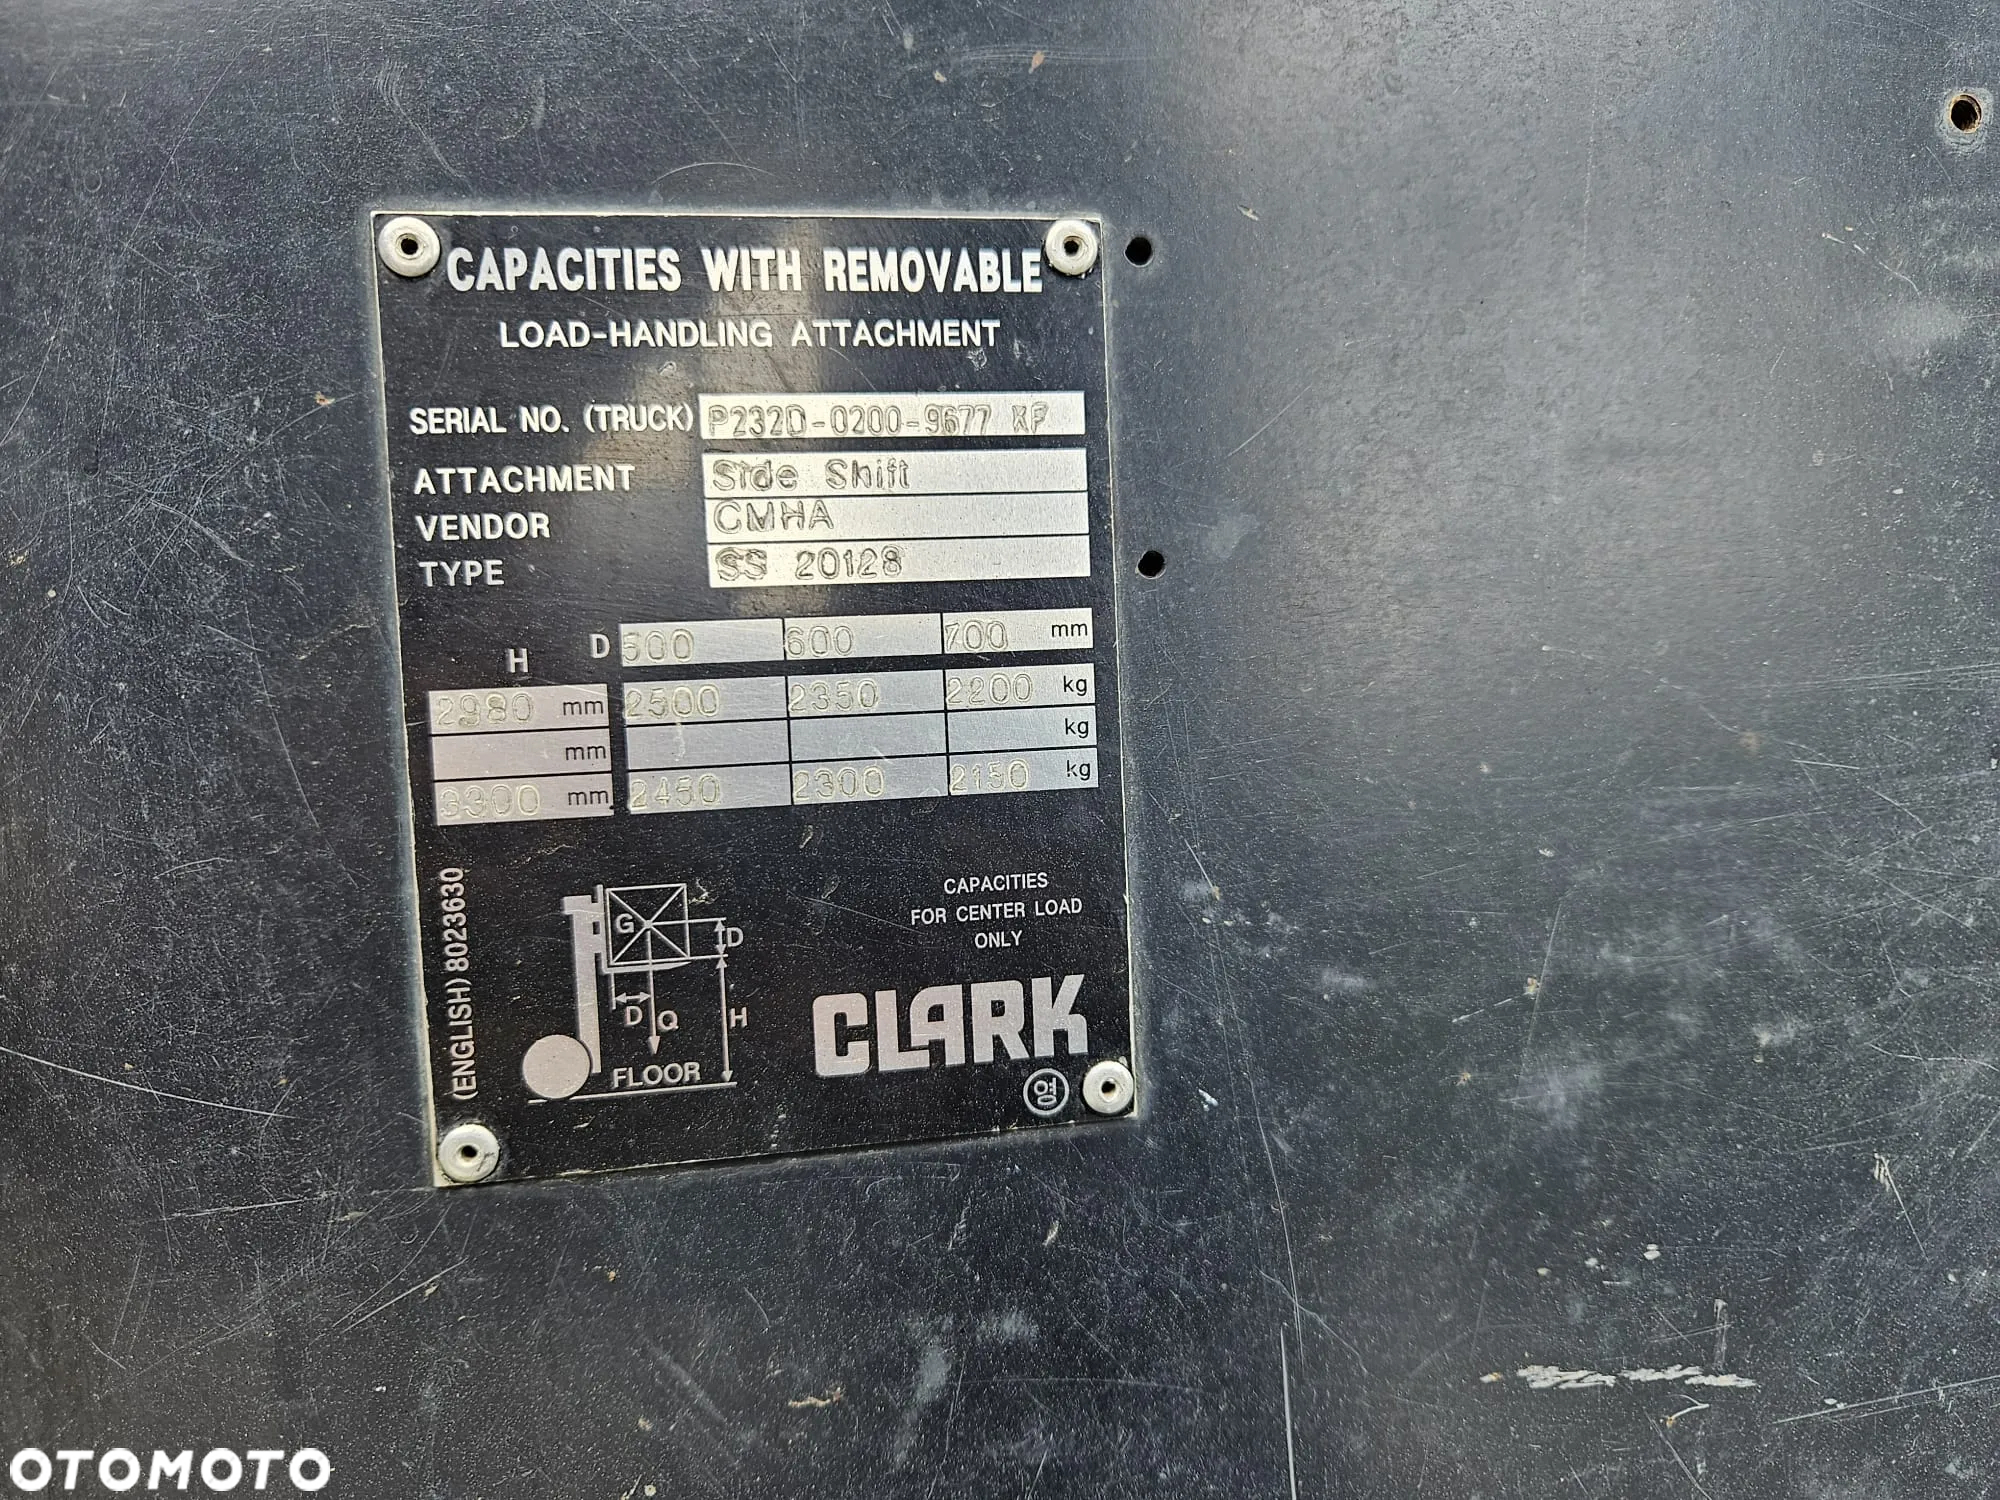 CAPACITIES WITH REMOVABLE
LOAD-HANDLING ATTACHMENT
SERIAL NO. (TRUCK) P232D-0200-9677 KF
ATTACHMENT Side Shift
VENDOR CMHA
TYPE SS 20128
H D 500 600 700 mm
2980 mm 2500 2350 2200 kg
mm kg
3300 mm 2450 2300 2150 kg
(ENGLISH) 8023630
G D
D Q H
FLOOR
CAPACITIES
FOR CENTER LOAD
ONLY
CLARK
영
OTOMOTO